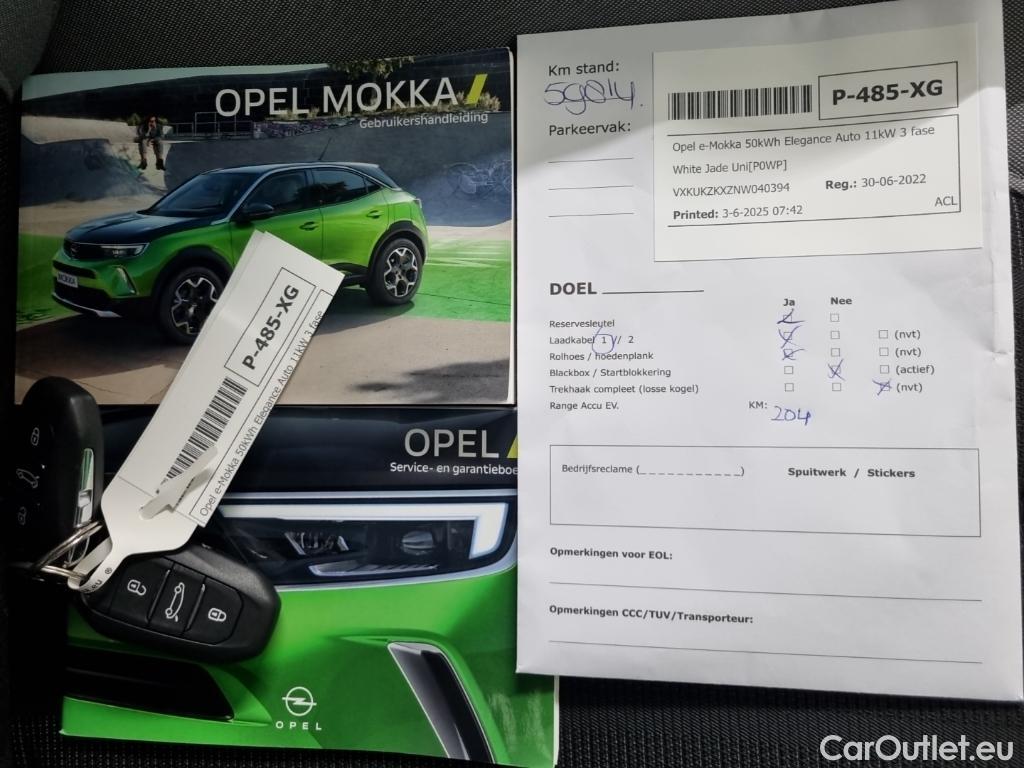 OPEL MOKKA
Gebruikershandleiding
MOKKA
P-485-XG
Opel e-Mokka 50kWh Elegance Auto 11kW 3 fase
OPEL
Service- en garantieboe
OPEL
Km stand:
59014.
Parkeervak:
P-485-XG
Opel e-Mokka 50kWh Elegance Auto 11kW 3 fase
White Jade Uni[P0WP]
VXKUKZKXZNW040394 Reg.: 30-06-2022
Printed: 3-6-2025 07:42 ACL
DOEL
Ja Nee
Reservesleutel
Laadkabel 1 // 2 (nvt)
Rolhoes / hoedenplank (nvt)
Blackbox / Startblokkering (actief)
Trekhaak compleet (losse kogel) (nvt)
Range Accu EV. KM: 204
Bedrijfsreclame (_ _ _ _ _ _ _ _ _ _ _) Spuitwerk / Stickers
Opmerkingen voor EOL:
Opmerkingen CCC/TUV/Transporteur:
CarOutlet.eu